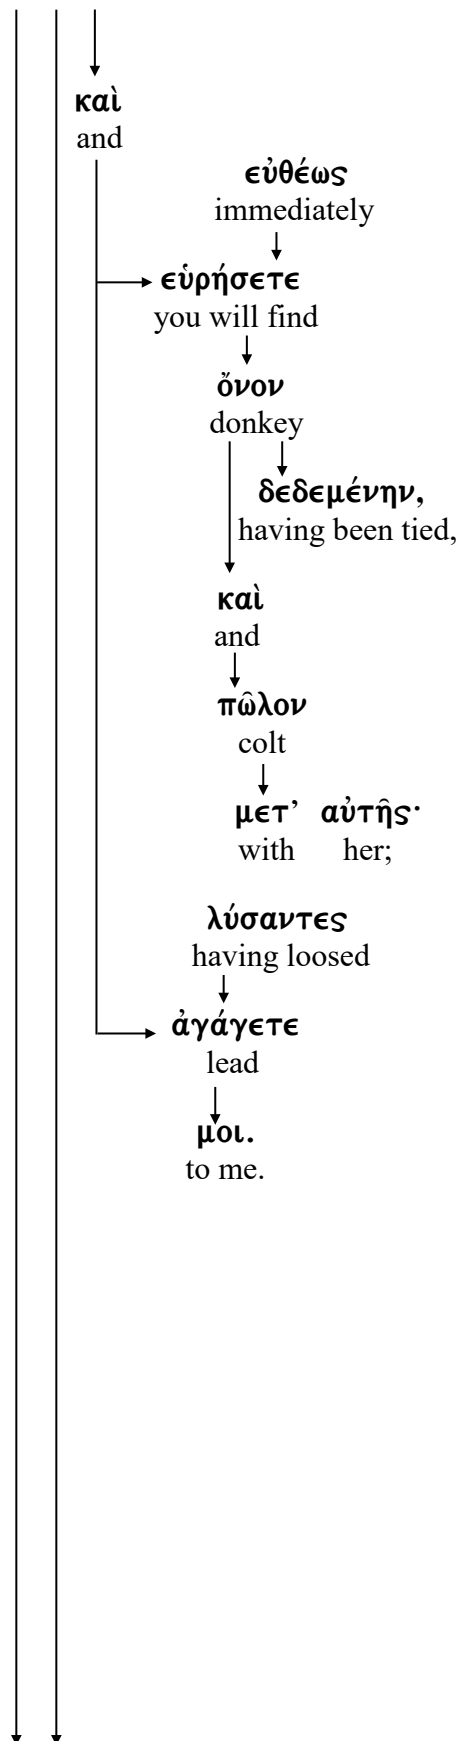 καὶ
and
εὐθέως
immediately
εὑρήσετε
you will find
ὄνον
donkey
δεδεμένην,
having been tied,
καὶ
and
πῶλον
colt
μετ’ αὐτῆς·
with her;
λύσαντες
having loosed
ἀγάγετε
lead
μοι.
to me.